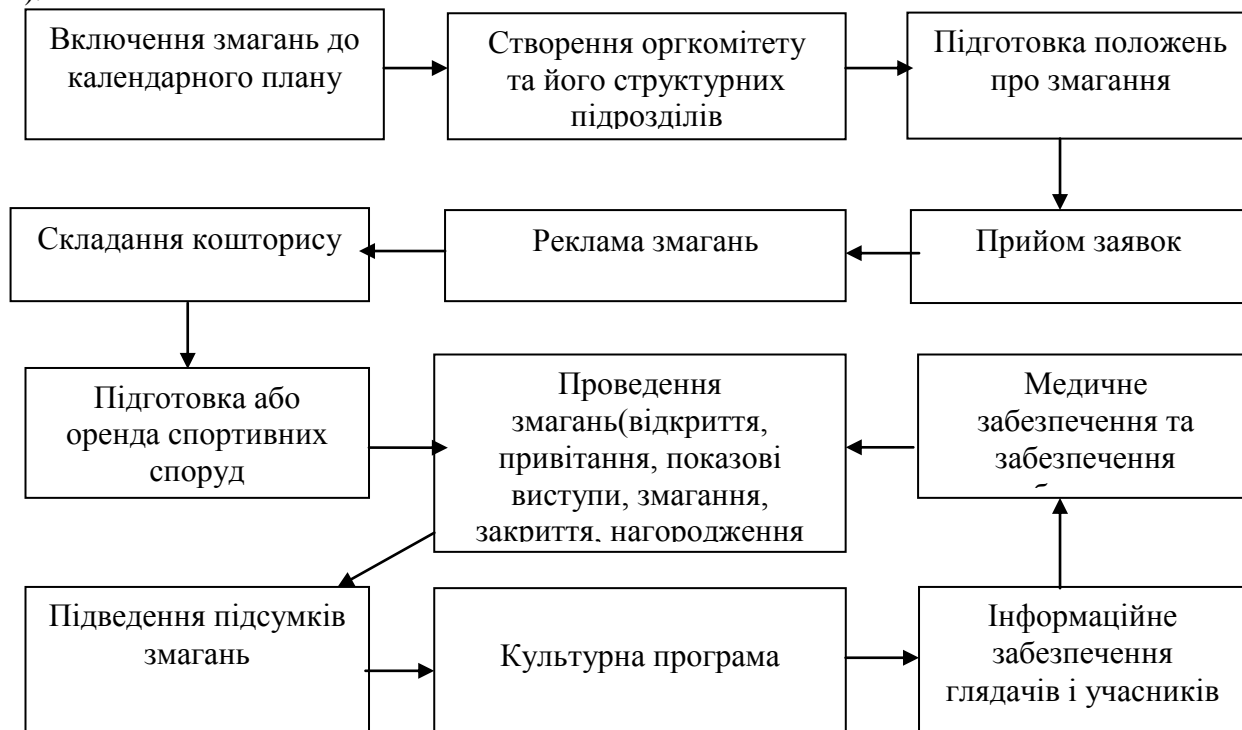 Включення змагань до
календарного плану
Створення оргкомітету
та його структурних
підрозділів
Підготовка положень
про змагання
Складання кошторису
Реклама змагань
Прийом заявок
Підготовка або
оренда спортивних
споруд
Проведення
змагань(відкриття,
привітання, показові
виступи, змагання,
закриття, нагородження
Медичне
забезпечення та
забезпечення
Підведення підсумків
змагань
Культурна програма
Інформаційне
забезпечення
глядачів і учасників